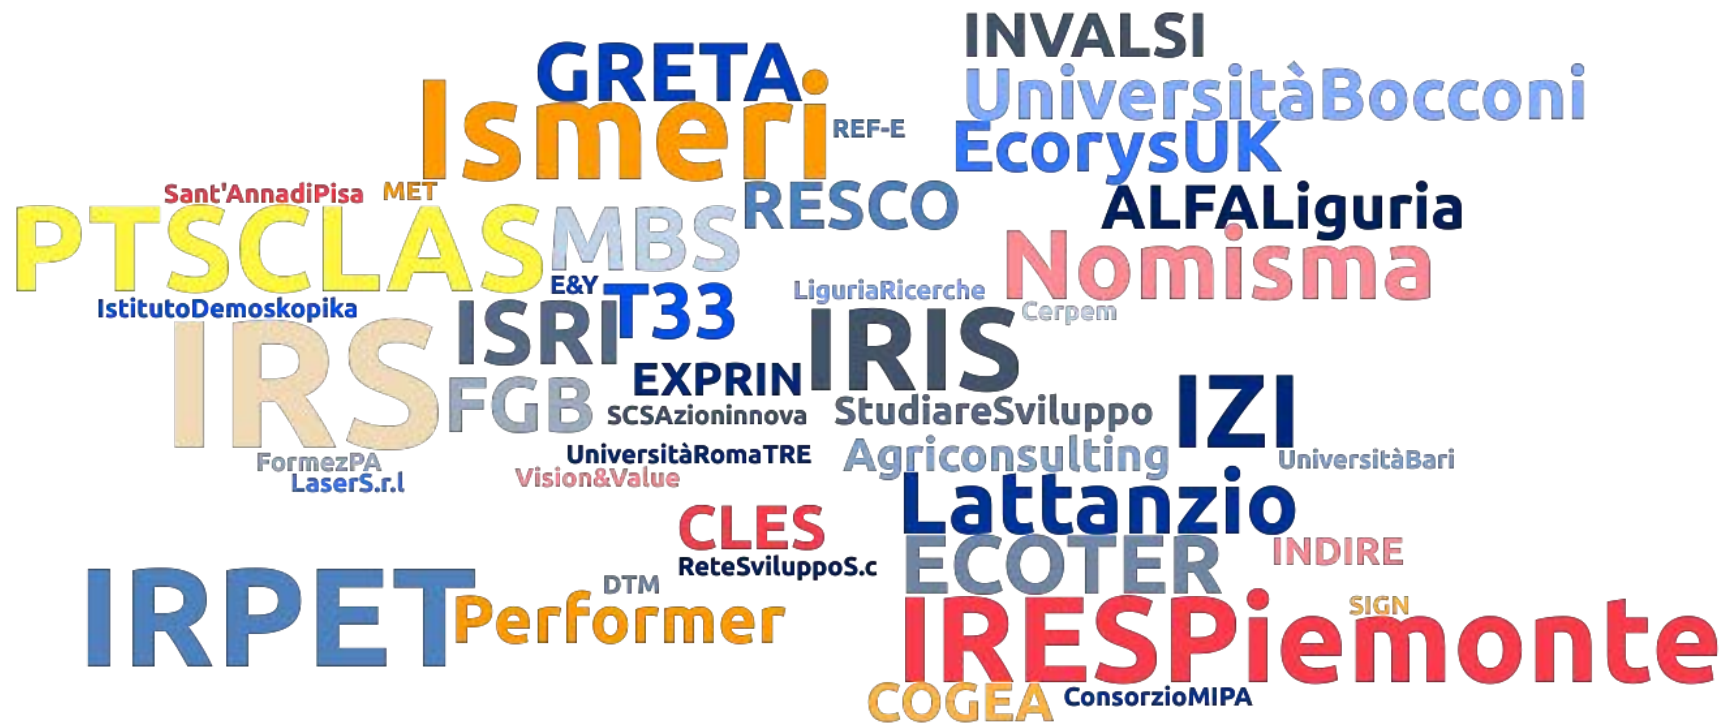 INVALSI
GRETA
UniversitàBocconi
Ismeri
REF-E
EcorysUK
Sant'AnnadiPisa
MET
RESCO
ALFALiguria
PTSCLAS
MBS
Nomisma
E&Y
T33
LiguriaRicerche
Cerpem
IstitutoDemoskopika
ISRI
IRIS
IRS
EXPRIN
FGB
SCSAzioninnova
StudiareSviluppo
IZI
UniversitàRomaTRE
Agriconsulting
UniversitàBari
FormezPA
Vision&Value
LaserS.r.l
Lattanzio
CLES
ECOTER
INDIRE
ReteSviluppoS.c
IRPET
DTM
Performer
SIGN
IRESPiemonte
COGEA
ConsorzioMIPA